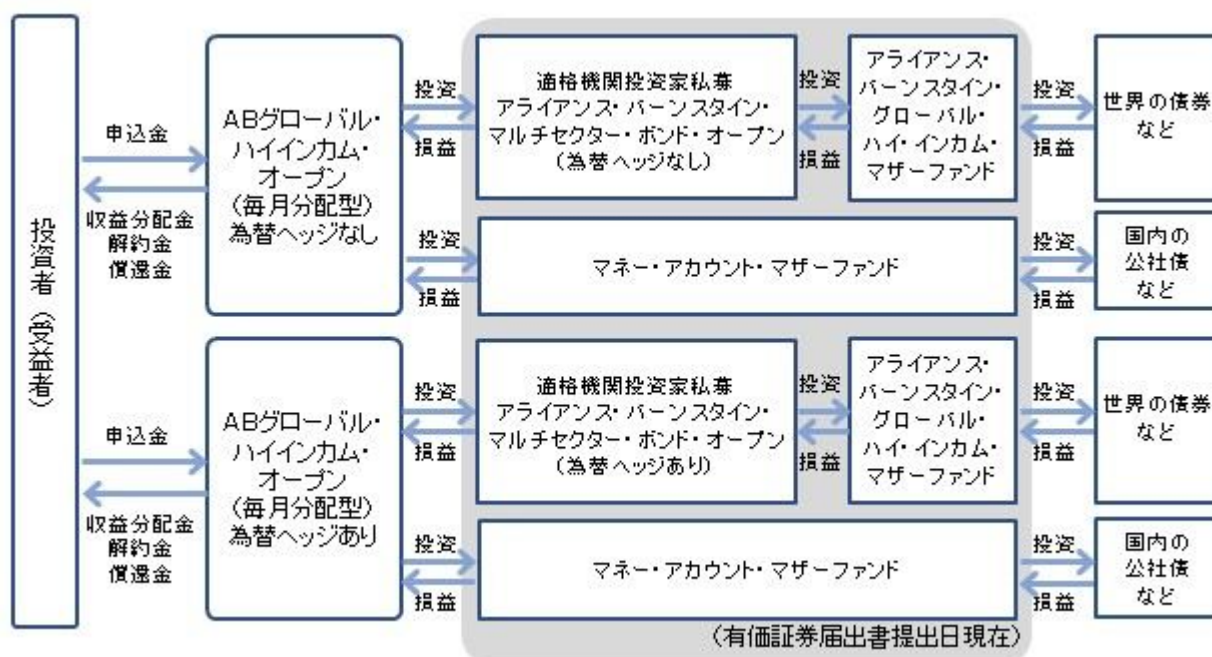 投資者（受益者）
申込金
収益分配金
解約金
償還金
ABグローバル・
ハイインカム・
オープン
（毎月分配型）
為替ヘッジなし
投資
損益
適格機関投資家私募
アライアンス・バーンスタイン・
マルチセクター・ボンド・オープン
（為替ヘッジなし）
投資
損益
アライアンス・
バーンスタイン・
グローバル・
ハイ・インカム・
マザーファンド
投資
損益
世界の債券
など
投資
損益
マネー・アカウント・マザーファンド
投資
損益
国内の
公社債
など
申込金
収益分配金
解約金
償還金
ABグローバル・
ハイインカム・
オープン
（毎月分配型）
為替ヘッジあり
投資
損益
適格機関投資家私募
アライアンス・バーンスタイン・
マルチセクター・ボンド・オープン
（為替ヘッジあり）
投資
損益
アライアンス・
バーンスタイン・
グローバル・
ハイ・インカム・
マザーファンド
投資
損益
世界の債券
など
投資
損益
マネー・アカウント・マザーファンド
投資
損益
国内の
公社債
など
（有価証券届出書提出日現在）